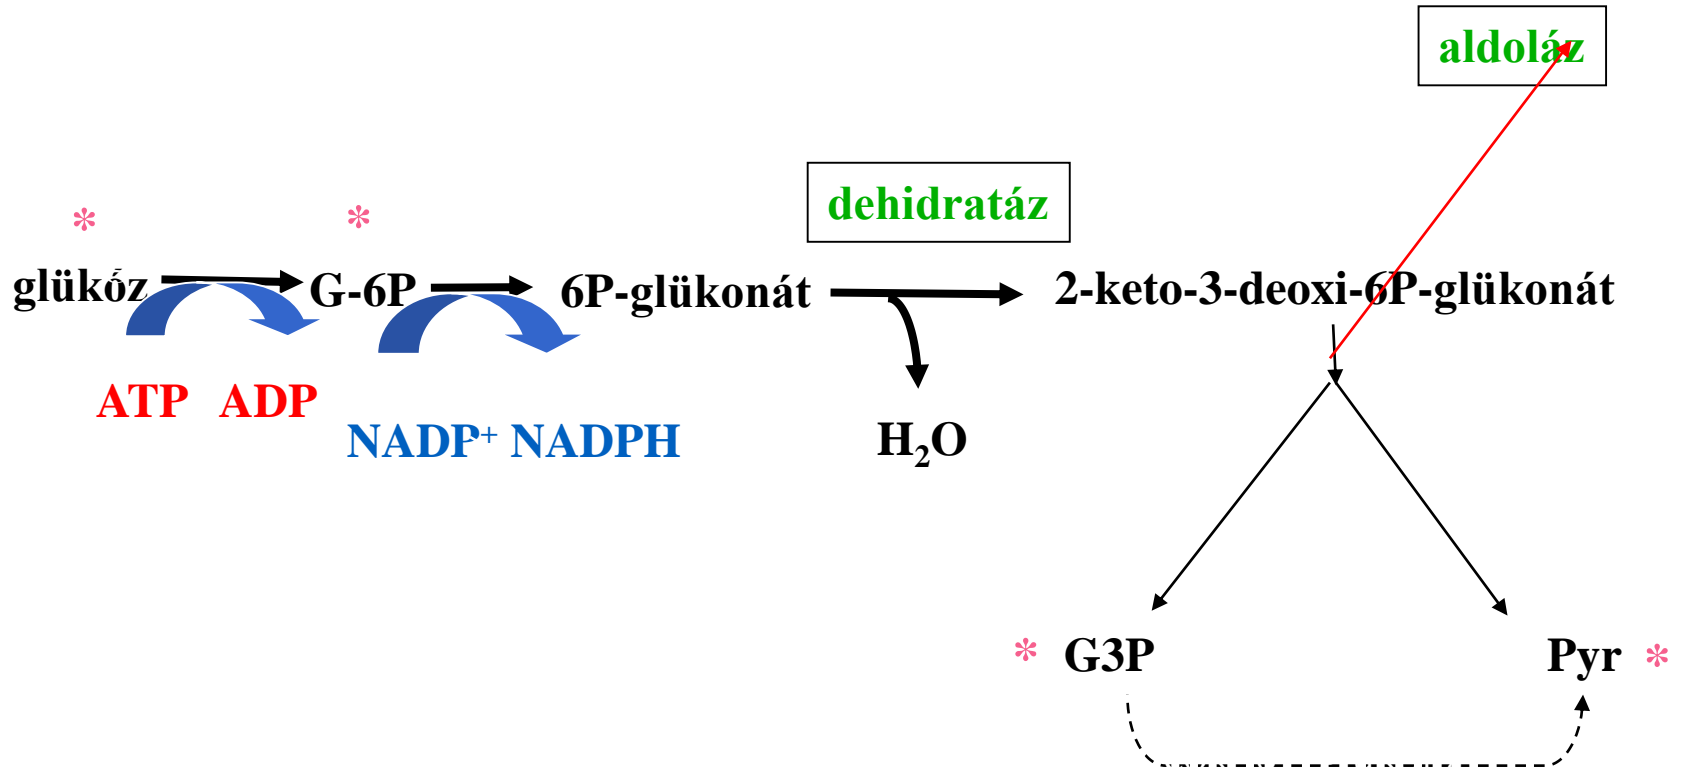 aldoláz
dehidratáz
* *
glükóz G-6P 6P-glükonát 2-keto-3-deoxi-6P-glükonát
ATP ADP
NADP⁺ NADPH H₂O
* G3P Pyr *